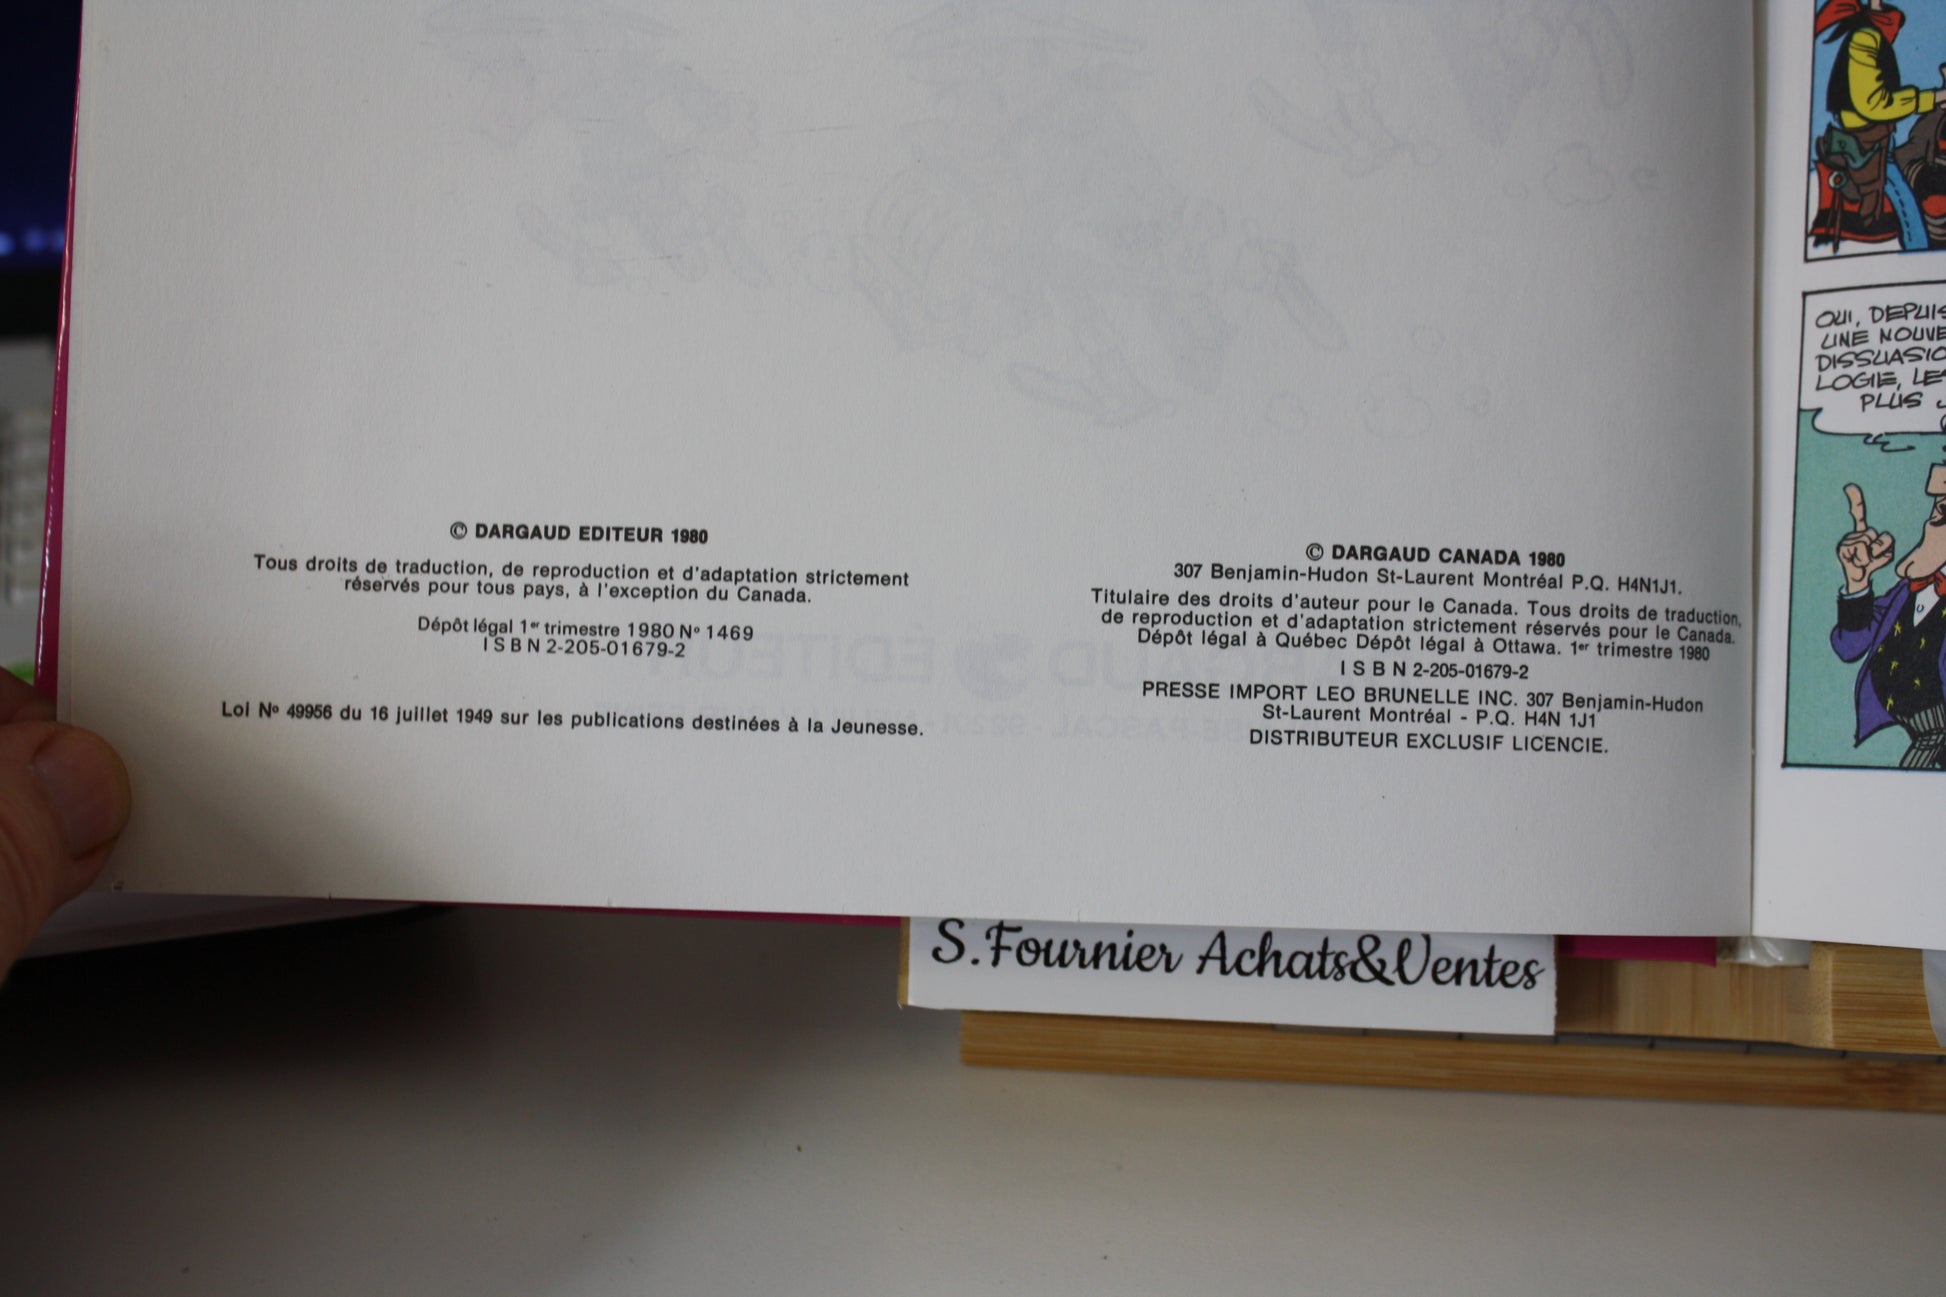 © DARGAUD EDITEUR 1980
Tous droits de traduction, de reproduction et d'adaptation strictement
réservés pour tous pays, à l'exception du Canada.
Dépôt légal 1er trimestre 1980 Nº 1469
I S B N 2-205-01679-2
Loi Nº 49956 du 16 juillet 1949 sur les publications destinées à la Jeunesse.
© DARGAUD CANADA 1980
307 Benjamin-Hudon St-Laurent Montréal P.Q. H4N1J1.
Titulaire des droits d'auteur pour le Canada. Tous droits de traduction,
de reproduction et d'adaptation strictement réservés pour le Canada.
Dépôt légal à Québec Dépôt légal à Ottawa. 1er trimestre 1980
I S B N 2-205-01679-2
PRESSE IMPORT LEO BRUNELLE INC. 307 Benjamin-Hudon
St-Laurent Montréal - P.Q. H4N 1J1
DISTRIBUTEUR EXCLUSIF LICENCIE.
OUI, DEPUIS
UNE NOUVE
DISSUASIO
LOGIE, LES
PLUS
S.Fournier Achats&Ventes